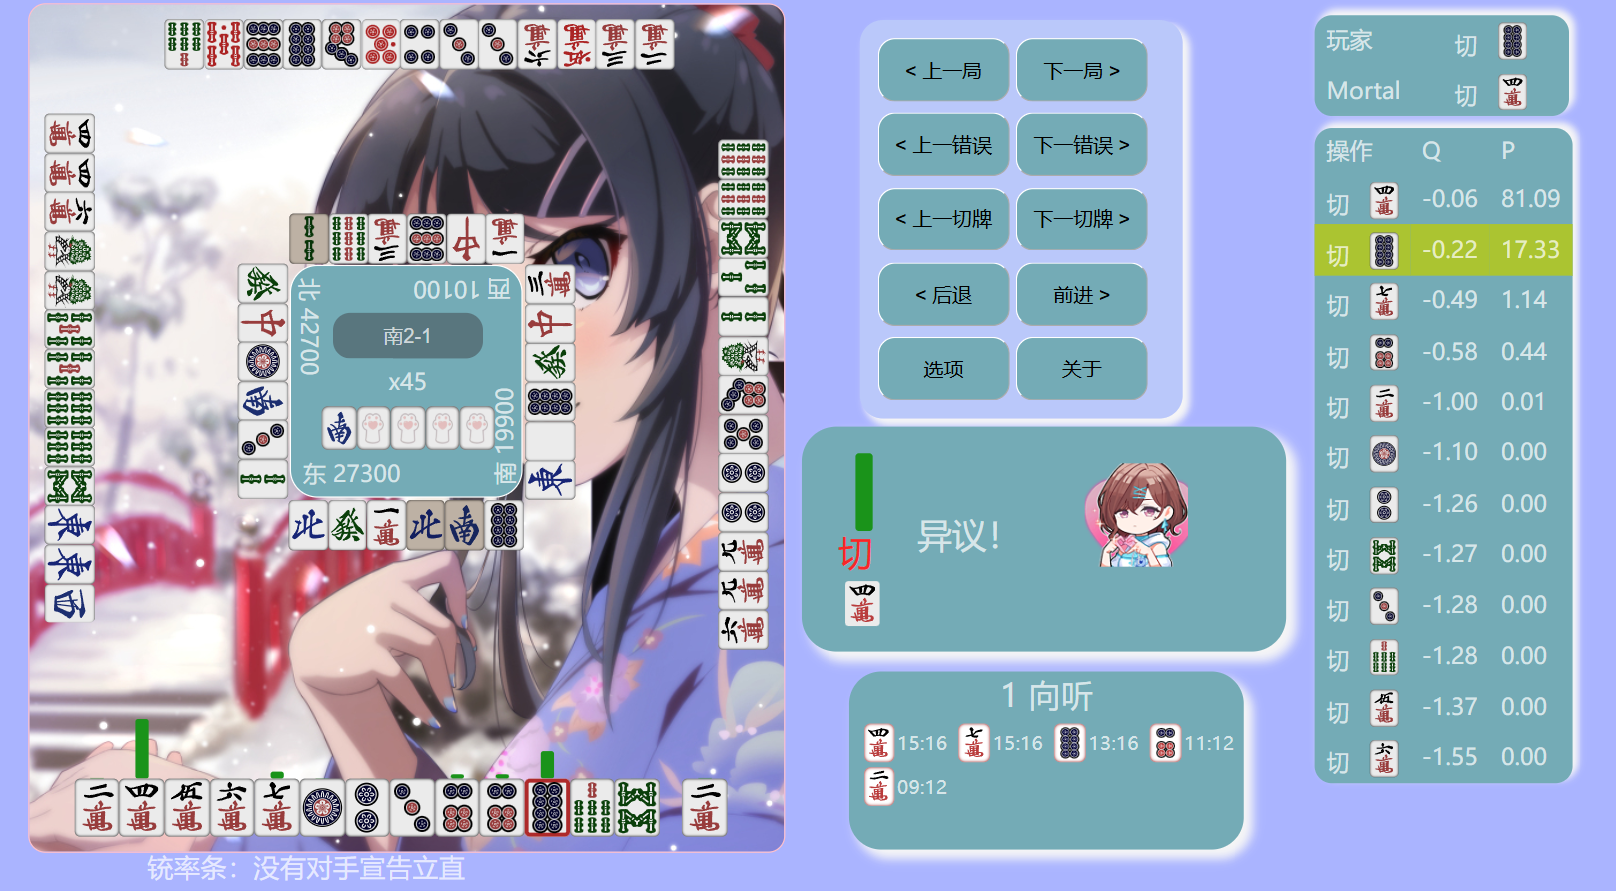 北 42700
西 10100
南2-1
x45
南 19900
东 27300
铳率条：没有对手宣告立直
< 上一局
下一局 >
< 上一错误
下一错误 >
< 上一切牌
下一切牌 >
< 后退
前进 >
选项
关于
切
异议！
1 向听
15:16
15:16
13:16
11:12
09:12
玩家 切
Mortal 切
操作 Q P
切 -0.06 81.09
切 -0.22 17.33
切 -0.49 1.14
切 -0.58 0.44
切 -1.00 0.01
切 -1.10 0.00
切 -1.26 0.00
切 -1.27 0.00
切 -1.28 0.00
切 -1.28 0.00
切 -1.37 0.00
切 -1.55 0.00